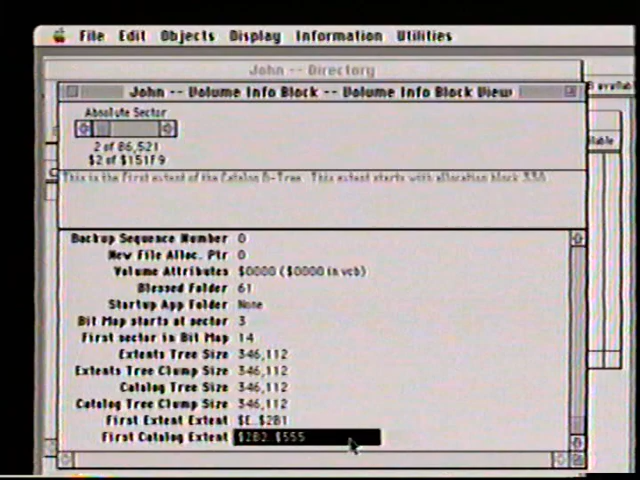 File Edit Objects Display Information Utilities
John -- Directory
John -- Volume Info Block -- Volume Info Block View
Absolute Sector
2 of 86,521
$2 of $151F9
This is the First extent of the Catalog B-Tree. This extent starts with allocation block
Backup Sequence Number 0
New File Alloc. Ptr 0
Volume Attributes $0000 ($0000 in vcb)
Blessed Folder 61
Startup App Folder None
Bit Map starts at sector 3
First sector in Bit Map 14
Extents Tree Size 346,112
Extents Tree Clump Size 346,112
Catalog Tree Size 346,112
Catalog Tree Clump Size 346,112
First Extent Extent $E..$2B1
First Catalog Extent $2B2..$555